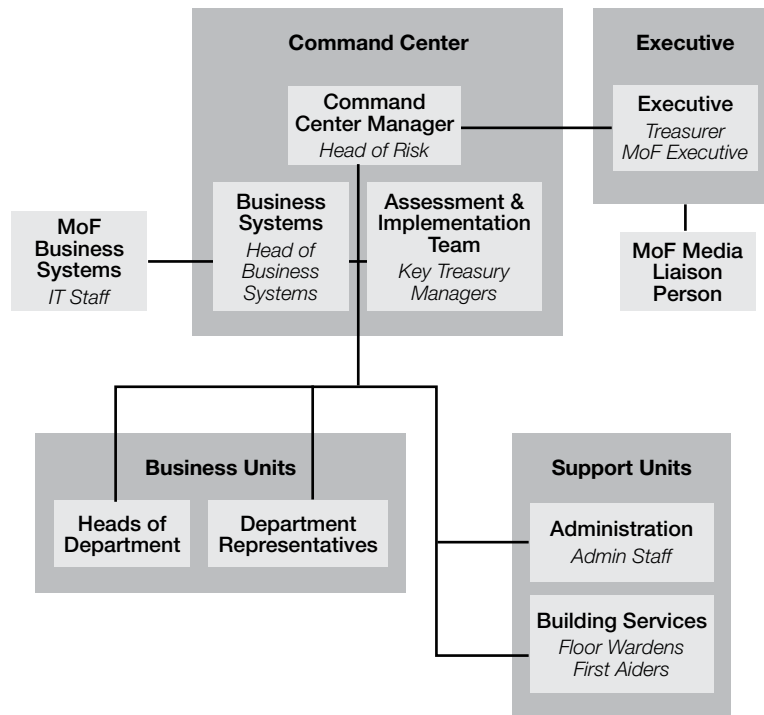 Command Center
Command
Center Manager
Head of Risk
Business
Systems
Head of
Business
Systems
Assessment &
Implementation
Team
Key Treasury
Managers
Executive
Executive
Treasurer
MoF Executive
MoF Media
Liaison
Person
MoF
Business
Systems
IT Staff
Business Units
Heads of
Department
Department
Representatives
Support Units
Administration
Admin Staff
Building Services
Floor Wardens
First Aiders